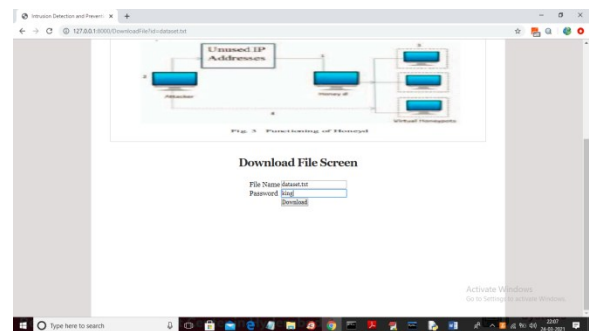 Intrusion Detection and Preventi
127.0.0.1:8000/DownloadFile?id=dataset.txt
Unused IP
Addresses
Attacker
Honey d
Virtual Honeypots
Fig. 3 Functioning of Honeyd
Download File Screen
File Name dataset.txt
Password king
Download
Activate Windows
Go to Settings to activate Windows.
Type here to search
22:07